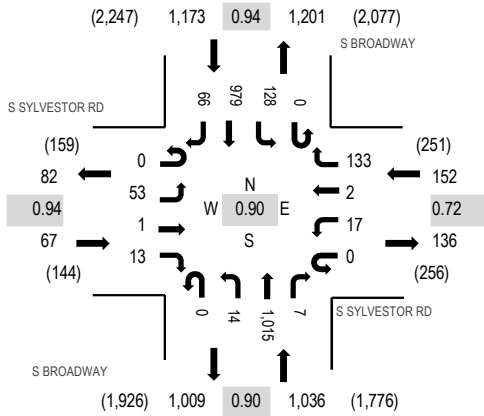 (2,247) 1,173 0.94 1,201 (2,077)
S BROADWAY
66 979 128 0
S SYLVESTOR RD
(159) (251)
82 0 133 152
53 N 2
0.94 W 0.90 E 0.72
1 S 17
67 13 0 136
(144) (256)
0 14 1,015 7
S SYLVESTOR RD
S BROADWAY
(1,926) 1,009 0.90 1,036 (1,776)